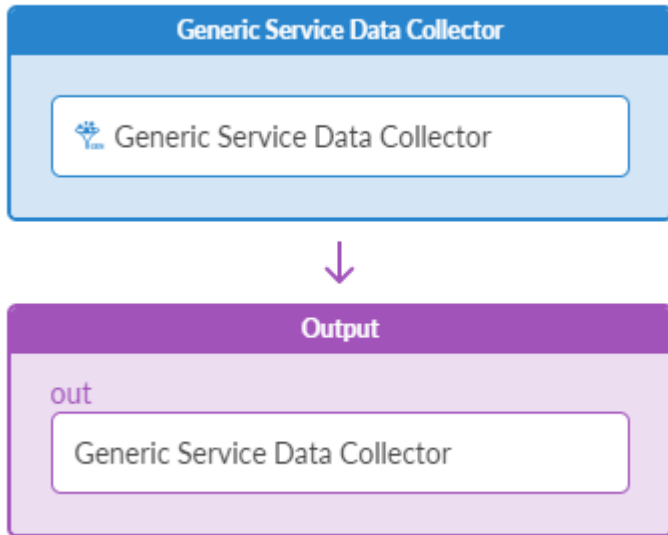 Generic Service Data Collector
Generic Service Data Collector
Output
out
Generic Service Data Collector